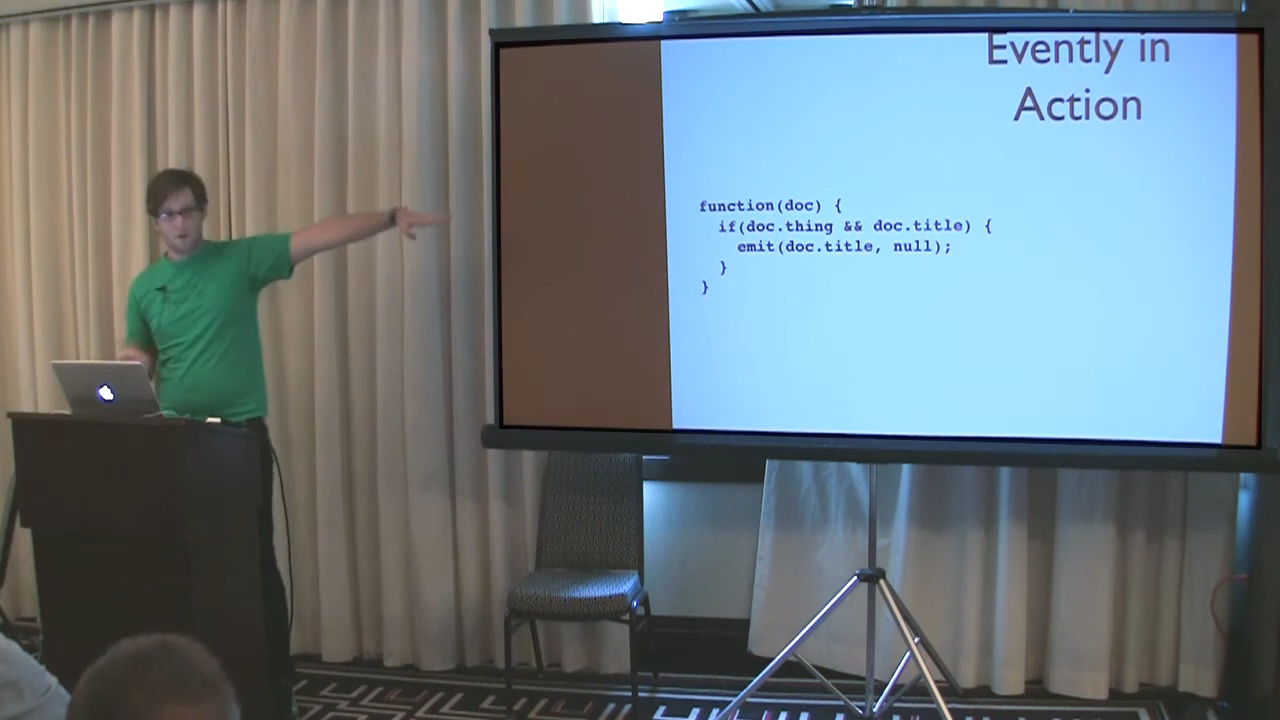 Evently in
Action
function(doc) {
if(doc.thing && doc.title) {
emit(doc.title, null);
}
}